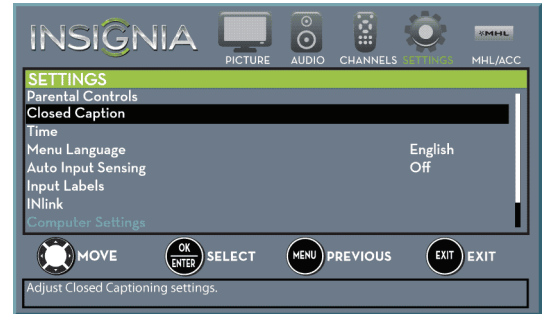 INSIGNIA
PICTURE AUDIO CHANNELS SETTINGS MHL/ACC
MHL
SETTINGS
Parental Controls
Closed Caption
Time
Menu Language English
Auto Input Sensing Off
Input Labels
INlink
Computer Settings
MOVE OK ENTER SELECT MENU PREVIOUS EXIT EXIT
Adjust Closed Captioning settings.